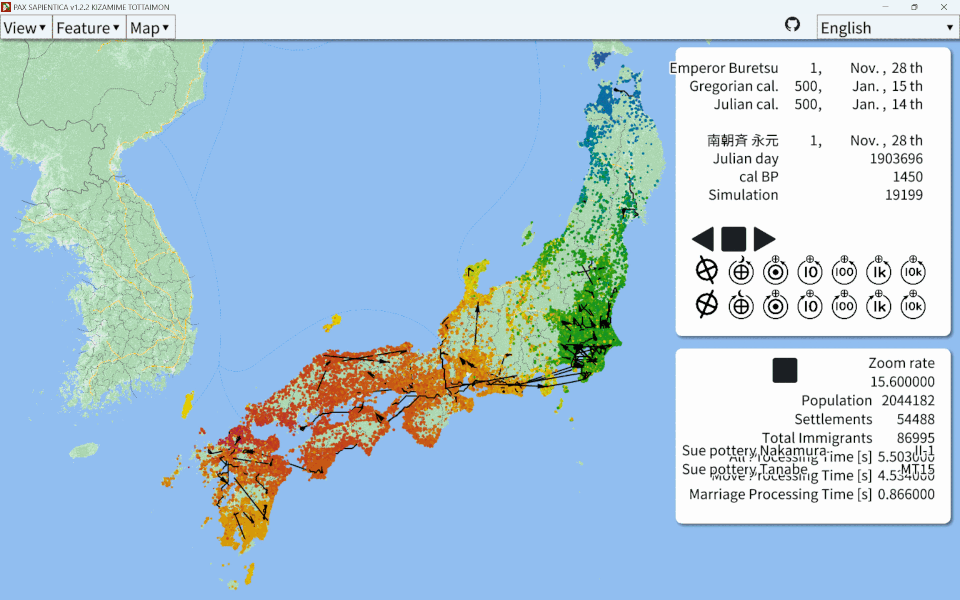 PAX SAPIENTICA v1.2.2 KIZAMIME TOTTAIMON
View▼ Feature▼ Map▼ English ▼
Emperor Buretsu 1, Nov. , 28 th
Gregorian cal. 500, Jan. , 15 th
Julian cal. 500, Jan. , 14 th
南朝斉 永元 1, Nov. , 28 th
Julian day 1903696
cal BP 1450
Simulation 19199
10 100 1k 10k
10 100 1k 10k
Zoom rate
15.600000
Population 2044182
Settlements 54488
Total Immigrants 86995
Sue pottery Nakamura II-1
All Processing Time [s] 5.503000
Sue pottery Tanabe MT15
Move Processing Time [s] 4.534000
Marriage Processing Time [s] 0.866000